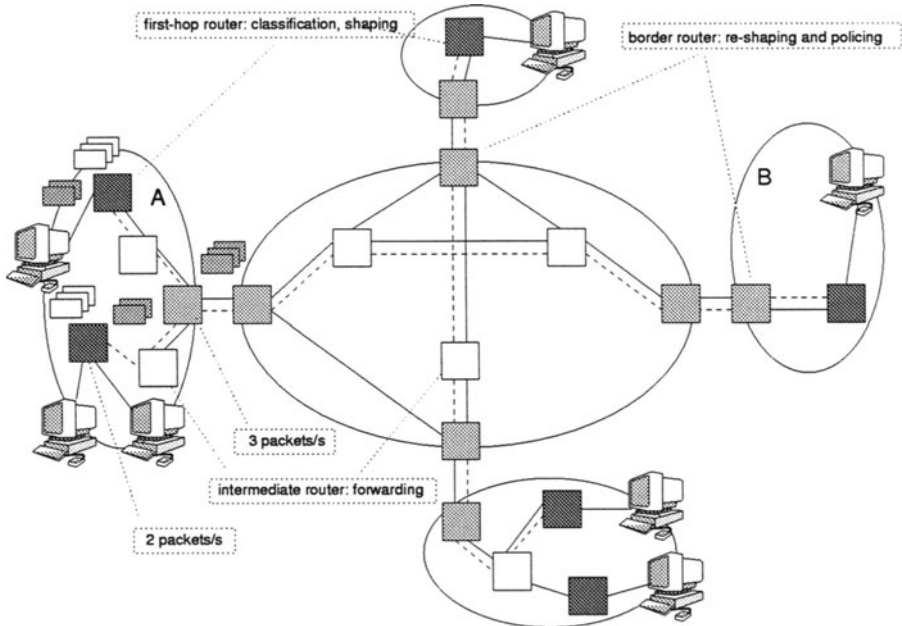 first-hop router: classification, shaping
border router: re-shaping and policing
A
B
3 packets/s
intermediate router: forwarding
2 packets/s